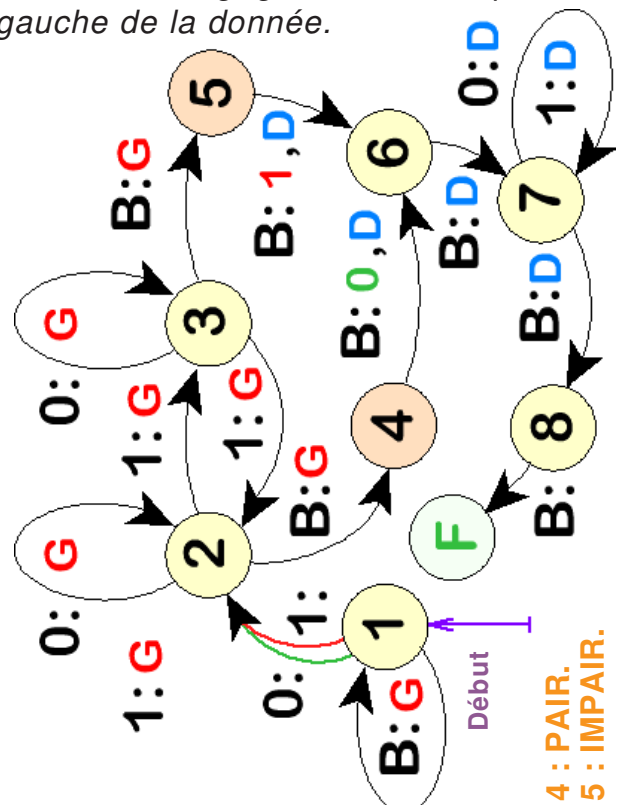 gauche de la donnée.
0: G
0: G
1: G
1: G
B:G
2
3
5
1: G
0:
1:
B:G
B: 1,D
B: 0,D
1
4
6
B:G
F
B:D
Début
0:D
B:
8
B:D
7
1:D
4 : PAIR.
5 : IMPAIR.